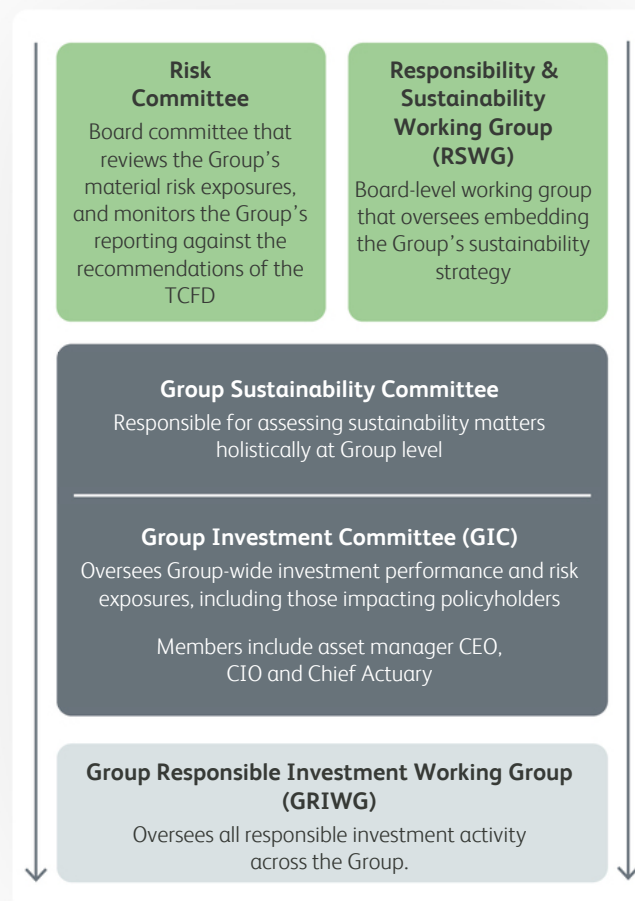 Risk
Committee
Board committee that
reviews the Group's
material risk exposures,
and monitors the Group's
reporting against the
recommendations of the
TCFD
Responsibility &
Sustainability
Working Group
(RSWG)
Board-level working group
that oversees embedding
the Group's sustainability
strategy
Group Sustainability Committee
Responsible for assessing sustainability matters
holistically at Group level
Group Investment Committee (GIC)
Oversees Group-wide investment performance and risk
exposures, including those impacting policyholders
Members include asset manager CEO,
CIO and Chief Actuary
Group Responsible Investment Working Group
(GRIWG)
Oversees all responsible investment activity
across the Group.